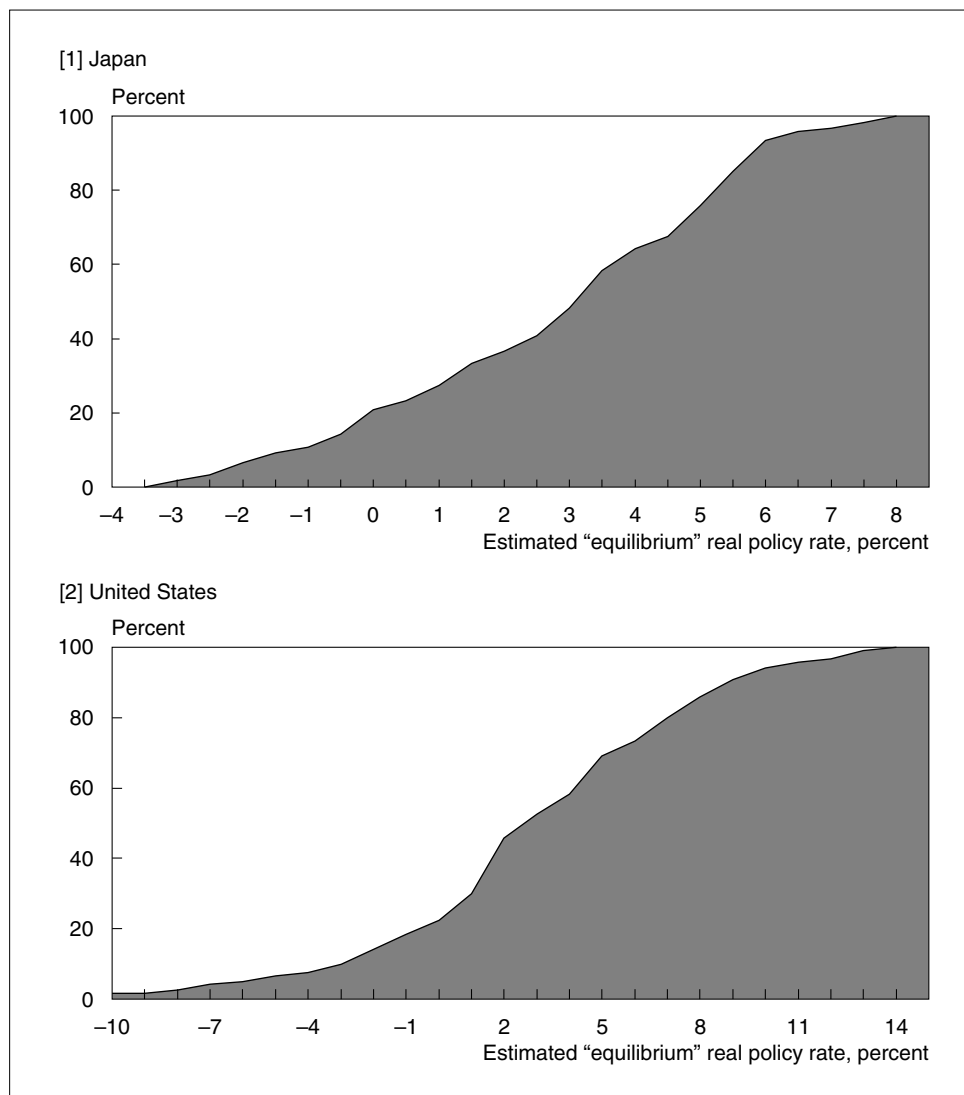 [1] Japan
Percent
100
80
60
40
20
0
–4 –3 –2 –1 0 1 2 3 4 5 6 7 8
Estimated “equilibrium” real policy rate, percent
[2] United States
Percent
100
80
60
40
20
0
–10 –7 –4 –1 2 5 8 11 14
Estimated “equilibrium” real policy rate, percent